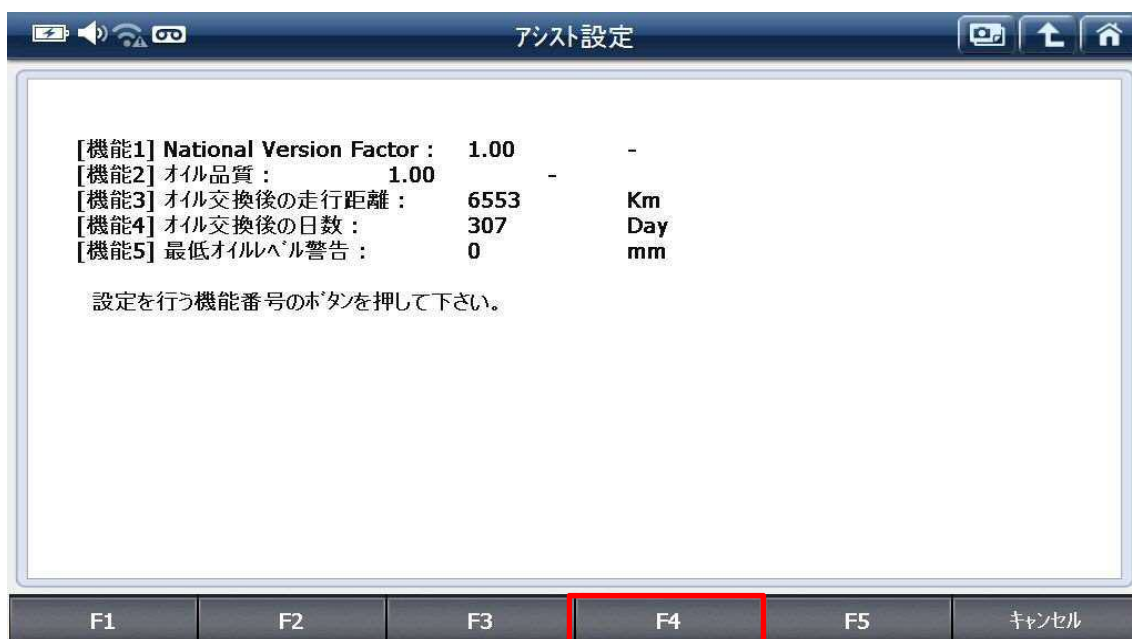 アシスト設定
[機能1] National Version Factor : 1.00 -
[機能2] オイル品質 : 1.00 -
[機能3] オイル交換後の走行距離 : 6553 Km
[機能4] オイル交換後の日数 : 307 Day
[機能5] 最低オイルレベル警告 : 0 mm
設定を行う機能番号のボタンを押して下さい。
F1 F2 F3 F4 F5 キャンセル